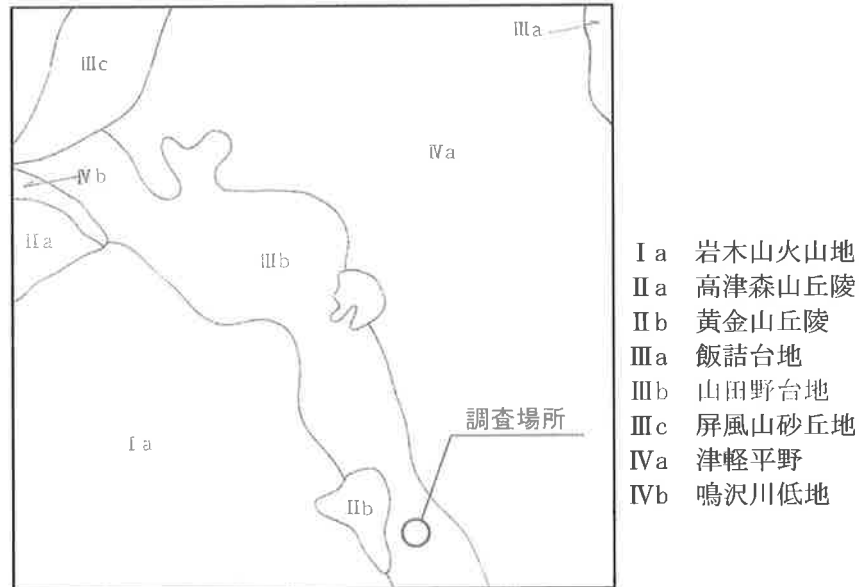 Ⅲa
Ⅲc
Ⅳa
Ⅳb
Ⅱa
Ⅲb
調査場所
Ⅰa
Ⅱb
Ⅰa 岩木山火山地
Ⅱa 高津森山丘陵
Ⅱb 黄金山丘陵
Ⅲa 飯詰台地
Ⅲb 山田野台地
Ⅲc 屏風山砂丘地
Ⅳa 津軽平野
Ⅳb 鳴沢川低地